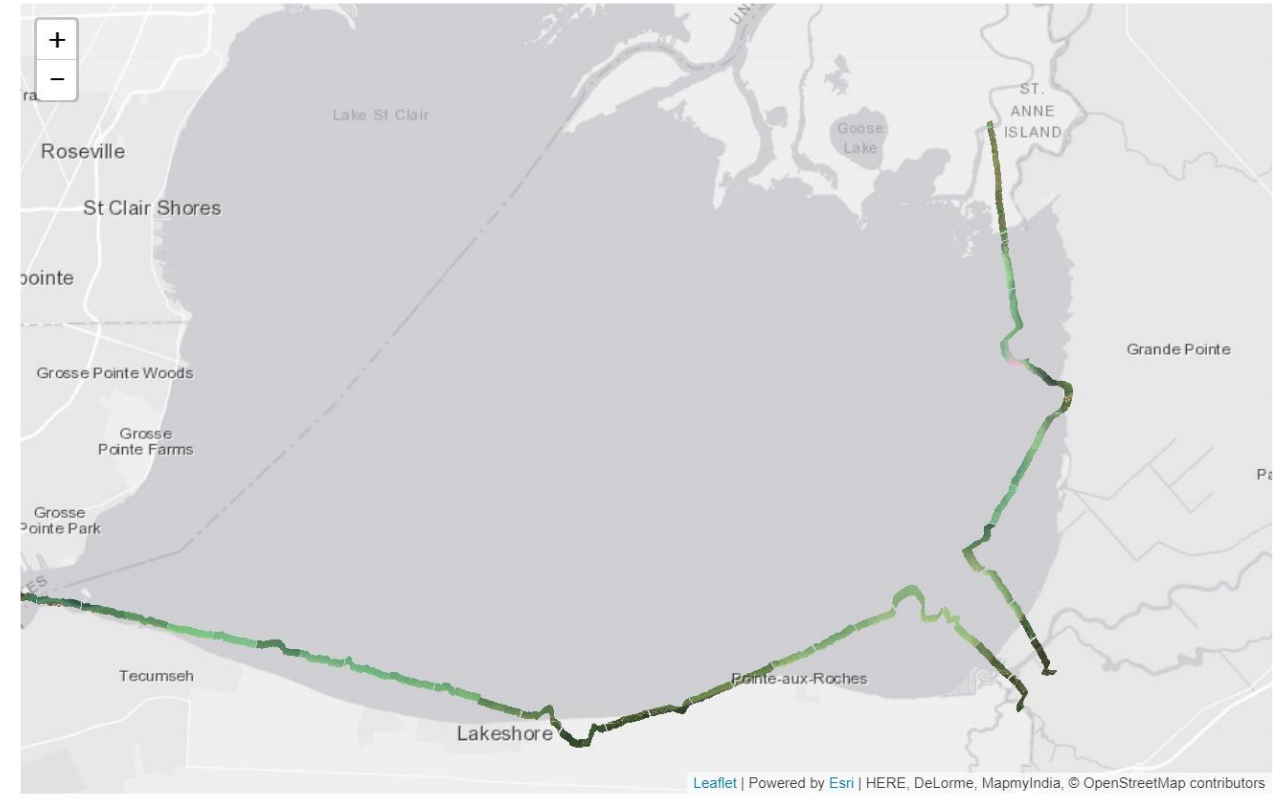 +
−
Lake St Clair
ST.
ANNE
ISLAND
Goose
Lake
Roseville
St Clair Shores
pointe
Grande Pointe
Grosse Pointe Woods
Grosse
Pointe Farms
Grosse
Pointe Park
Tecumseh
Pointe-aux-Roches
Lakeshore
Leaflet | Powered by Esri | HERE, DeLorme, MapmyIndia, © OpenStreetMap contributors